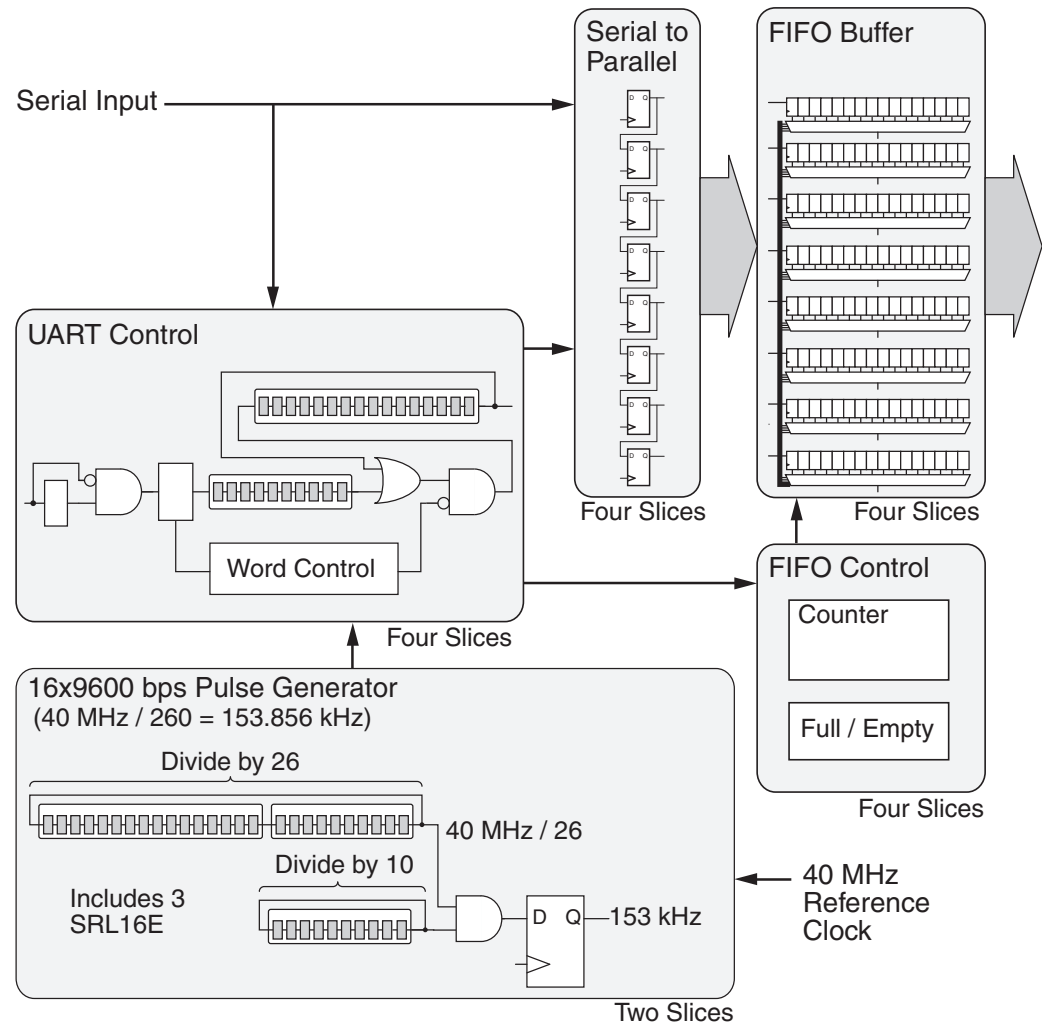 Serial to
Parallel
FIFO Buffer
Serial Input
D Q
D Q
D Q
D Q
D Q
D Q
D Q
D Q
Four Slices
Four Slices
UART Control
Word Control
Four Slices
FIFO Control
Counter
Full / Empty
Four Slices
16x9600 bps Pulse Generator
(40 MHz / 260 = 153.856 kHz)
Divide by 26
40 MHz / 26
Divide by 10
Includes 3
SRL16E
D Q
153 kHz
40 MHz
Reference
Clock
Two Slices